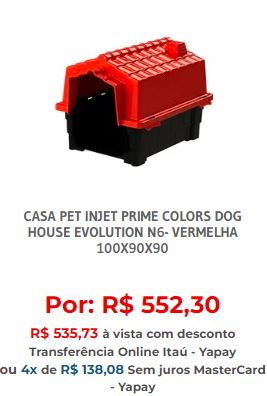 CASA PET INJET PRIME COLORS DOG
HOUSE EVOLUTION N6- VERMELHA
100X90X90
Por: R$ 552,30
R$ 535,73 à vista com desconto
Transferência Online Itaú - Yapay
ou 4x de R$ 138,08 Sem juros MasterCard
- Yapay